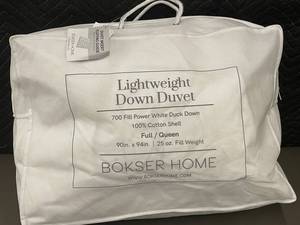 Lightweight
Down Duvet
700 Fill Power White Duck Down
100% Cotton Shell
Full / Queen
90in. x 94in. | 25 oz. Fill Weight
BOKSER HOME
WWW.BOKSERHOME.COM